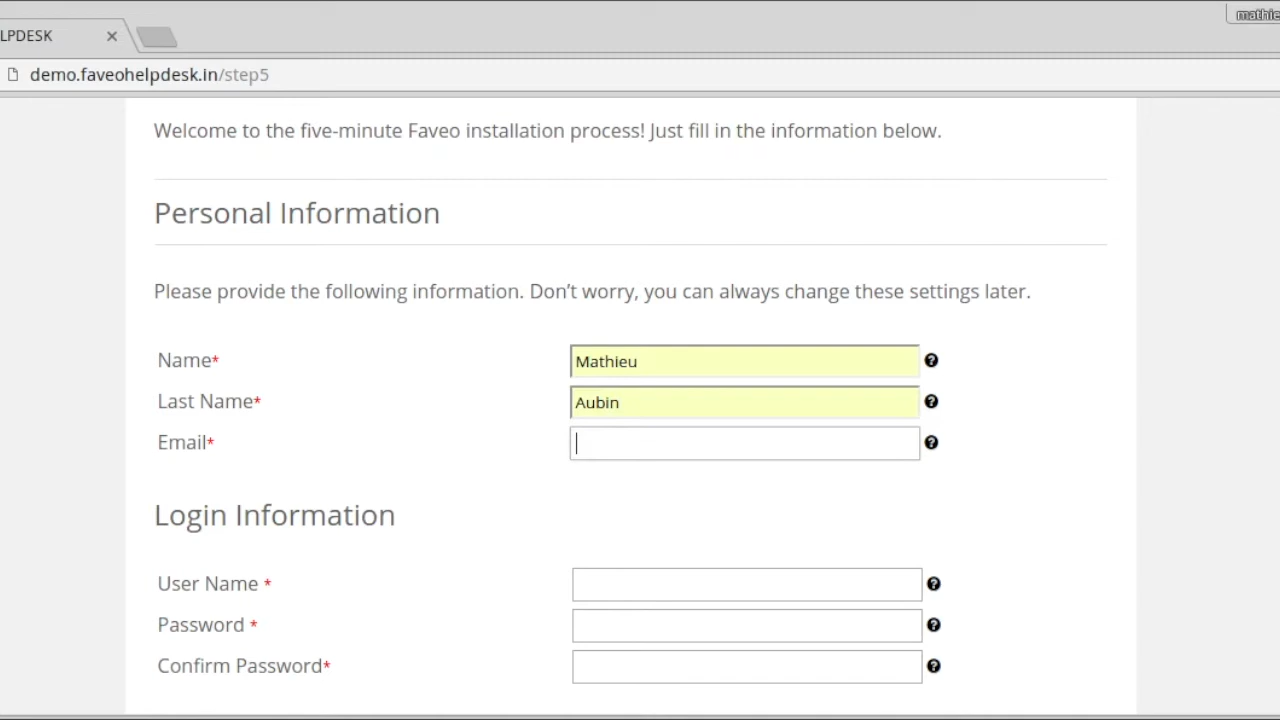 mathie
LPDESK
demo.faveohelpdesk.in/step5
Welcome to the five-minute Faveo installation process! Just fill in the information below.
Personal Information
Please provide the following information. Don’t worry, you can always change these settings later.
Name* Mathieu
Last Name* Aubin
Email*
Login Information
User Name *
Password *
Confirm Password*